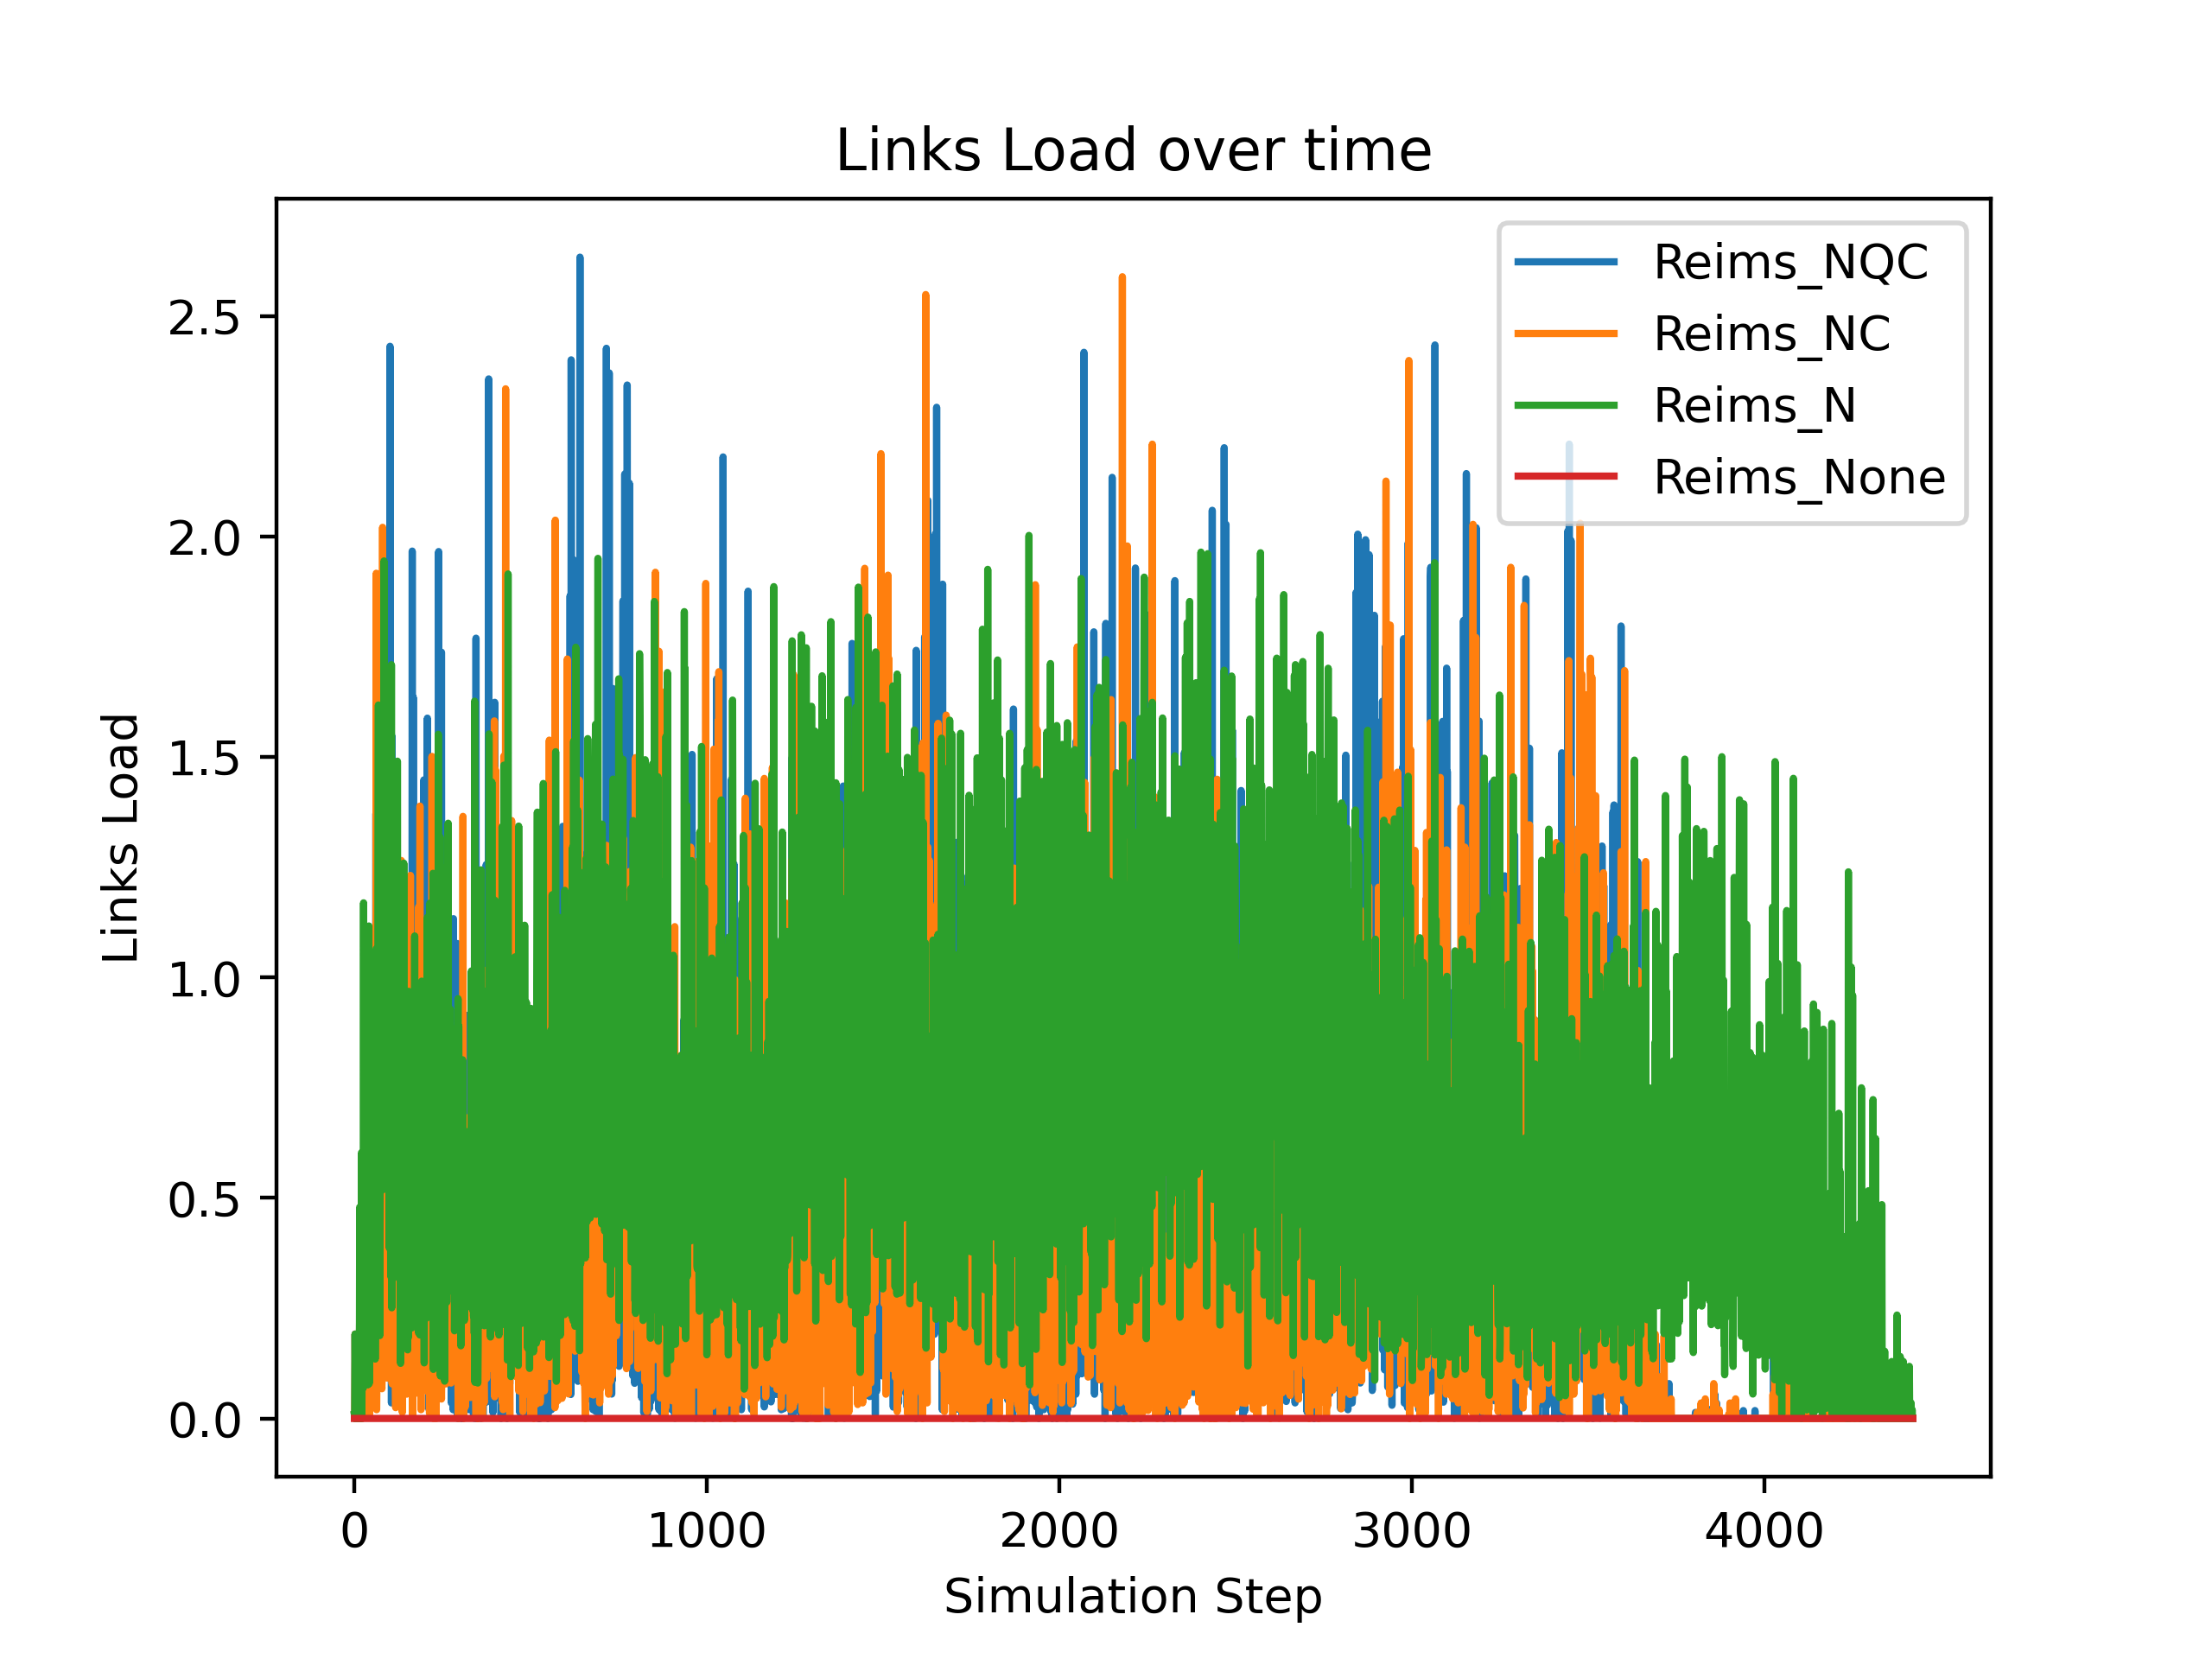 Links Load over time
Links Load
2.5
2.0
1.5
1.0
0.5
0.0
Reims_NQC
Reims_NC
Reims_N
Reims_None
0 1000 2000 3000 4000
Simulation Step